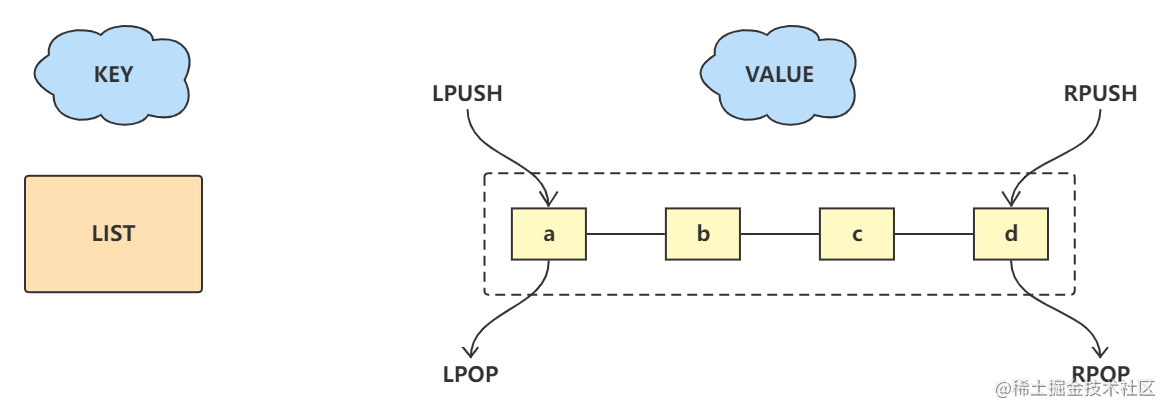 KEY
VALUE
LPUSH
RPUSH
LIST
a
b
c
d
LPOP
RPOP
@稀土掘金技术社区